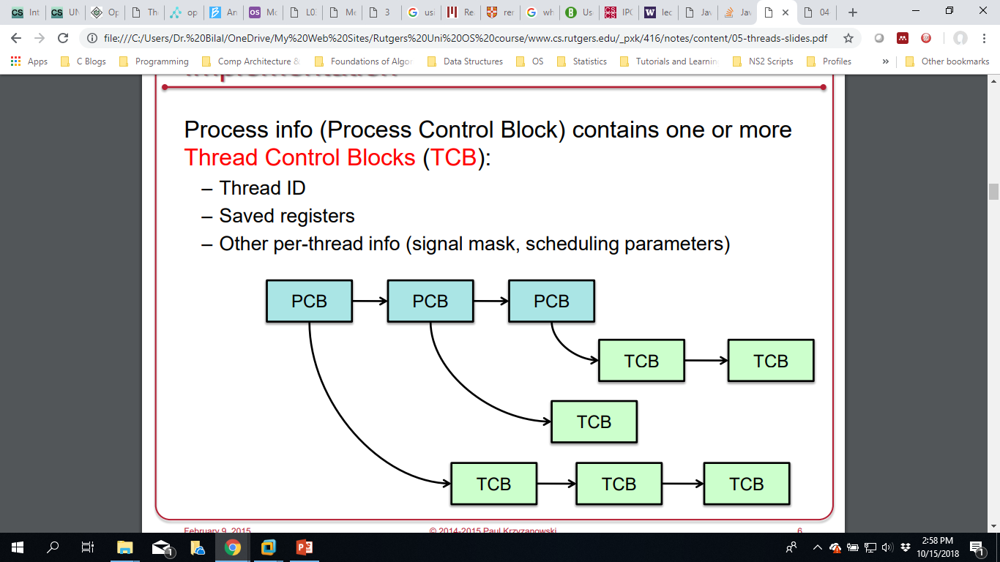 Int
UN
Op
Th
op
An
Mo
L0
Me
3
usi
Re
rer
wh
Us
IPC
lec
Jav
Jav
04
file:///C:/Users/Dr.%20Bilal/OneDrive/My%20Web%20Sites/Rutgers%20Uni%20OS%20course/www.cs.rutgers.edu/_pxk/416/notes/content/05-threads-slides.pdf
Apps C Blogs Programming Comp Architecture & Foundations of Algor Data Structures OS Statistics Tutorials and Learnin NS2 Scripts Profiles » Other bookmarks
Implementation
Process info (Process Control Block) contains one or more
Thread Control Blocks (TCB):
– Thread ID
– Saved registers
– Other per-thread info (signal mask, scheduling parameters)
PCB PCB PCB
TCB TCB
TCB
TCB TCB TCB
February 9, 2015 © 2014-2015 Paul Krzyzanowski 6
2:58 PM
10/15/2018